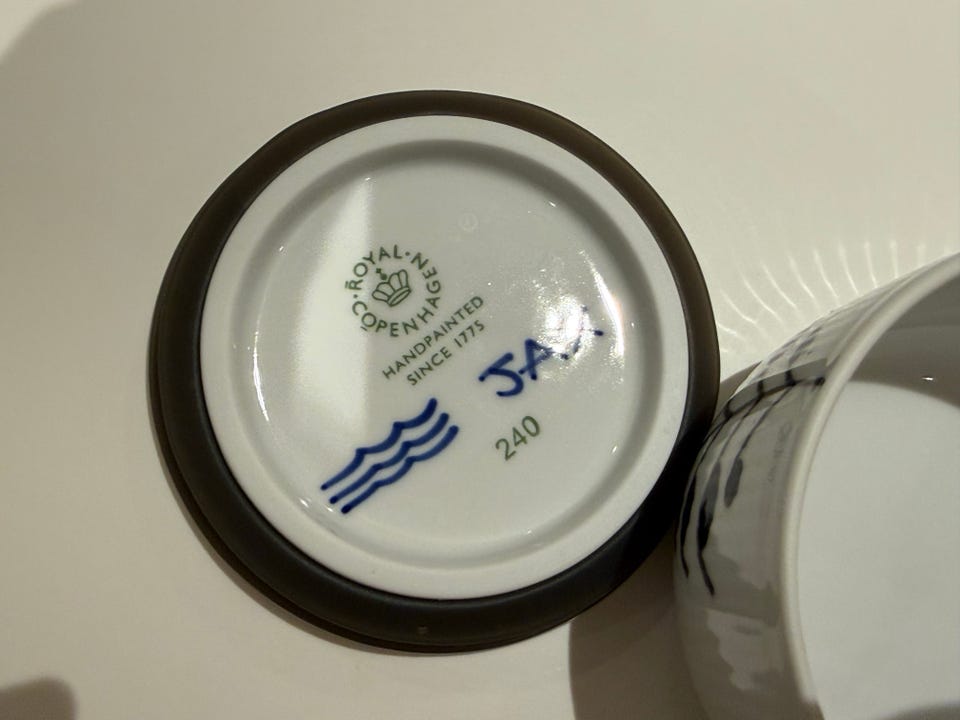 ROYAL · COPENHAGEN ·
HANDPAINTED
SINCE 1775
240